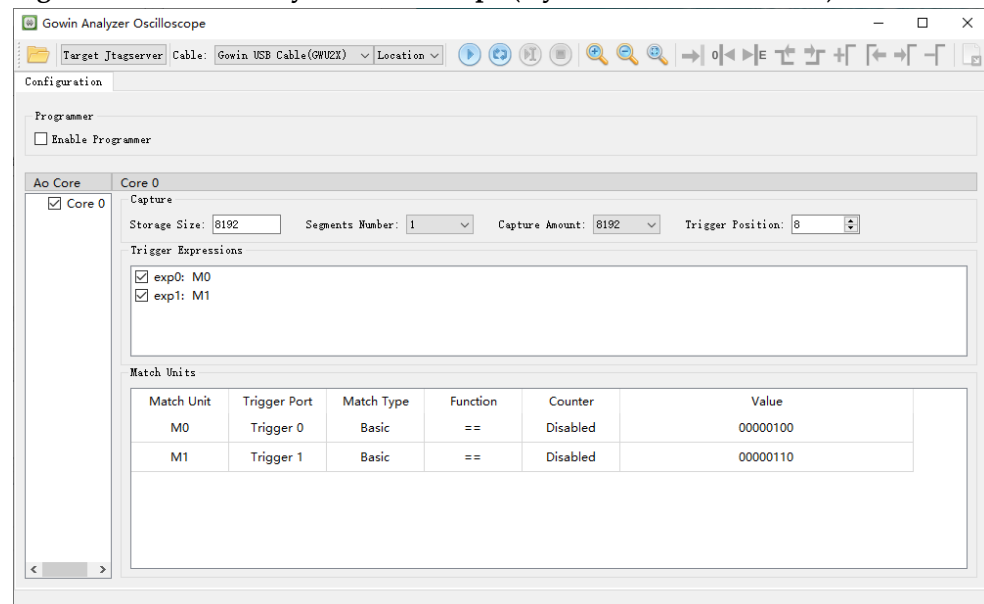 Gowin Analyzer Oscilloscope
Target Jtagserver Cable: Gowin USB Cable(GWU2X) Location
Configuration
Programmer
Enable Programmer
Ao Core Core 0
Core 0
Capture
Storage Size: 8192 Segments Number: 1 Capture Amount: 8192 Trigger Position: 8
Trigger Expressions
exp0: M0
exp1: M1
Match Units
Match Unit Trigger Port Match Type Function Counter Value
M0 Trigger 0 Basic == Disabled 00000100
M1 Trigger 1 Basic == Disabled 00000110